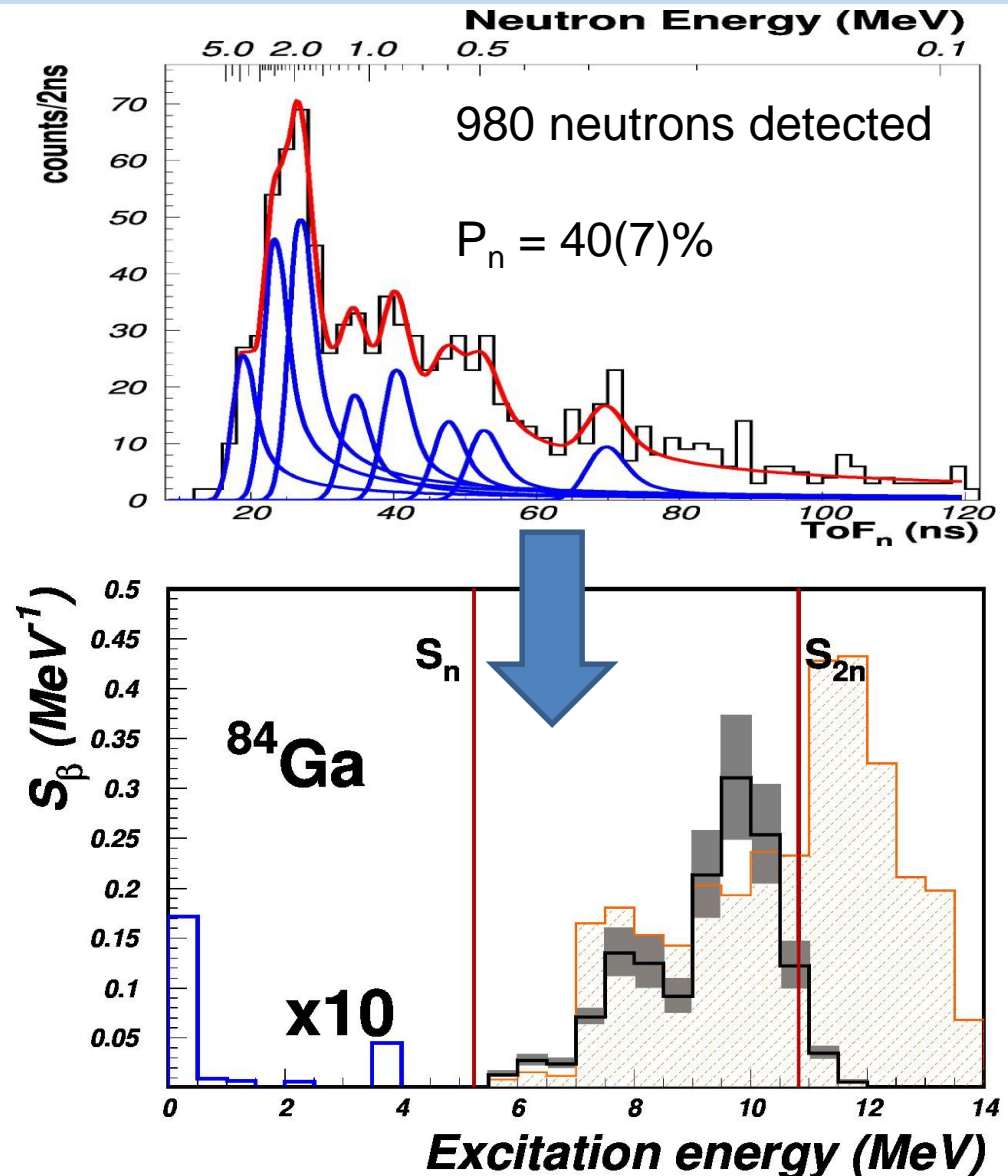 Neutron Energy (MeV)
5.0 2.0 1.0 0.5 0.1
counts/2ns
70
60
50
40
30
20
10
0
980 neutrons detected
Pₙ = 40(7)%
20 40 60 80 100 120
ToFₙ (ns)
S_β (MeV⁻¹)
0.5
0.45
0.4
0.35
0.3
0.25
0.2
0.15
0.1
0.05
Sₙ
S₂ₙ
⁸⁴Ga
x10
0 2 4 6 8 10 12 14
Excitation energy (MeV)